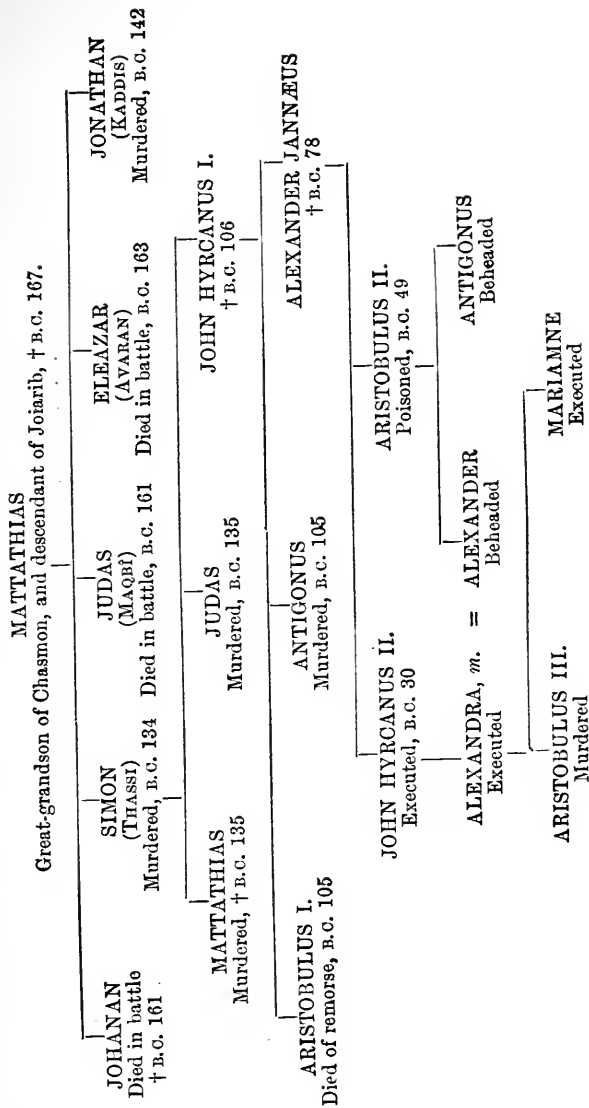 MATTATHIAS
Great-grandson of Chasmon, and descendant of Joiarib, † B.C. 167.
JOHANAN
Died in battle
† B.C. 161
SIMON
(THASSI)
Murdered, B.C. 134
JUDAS
(MAQBÎ)
Died in battle, B.C. 161
ELEAZAR
(AVARAN)
Died in battle, B.C. 163
JONATHAN
(KADDIS)
Murdered, B.C. 142
MATTATHIAS
Murdered, † B.C. 135
JUDAS
Murdered, B.C. 135
JOHN HYRCANUS I.
† B.C. 106
ARISTOBULUS I.
Died of remorse, B.C. 105
ANTIGONUS
Murdered, B.C. 105
ALEXANDER JANNÆUS
† B.C. 78
JOHN HYRCANUS II.
Executed, B.C. 30
ARISTOBULUS II.
Poisoned, B.C. 49
ALEXANDRA, m. = ALEXANDER
Executed
Beheaded
ANTIGONUS
Beheaded
ARISTOBULUS III.
Murdered
MARIAMNE
Executed